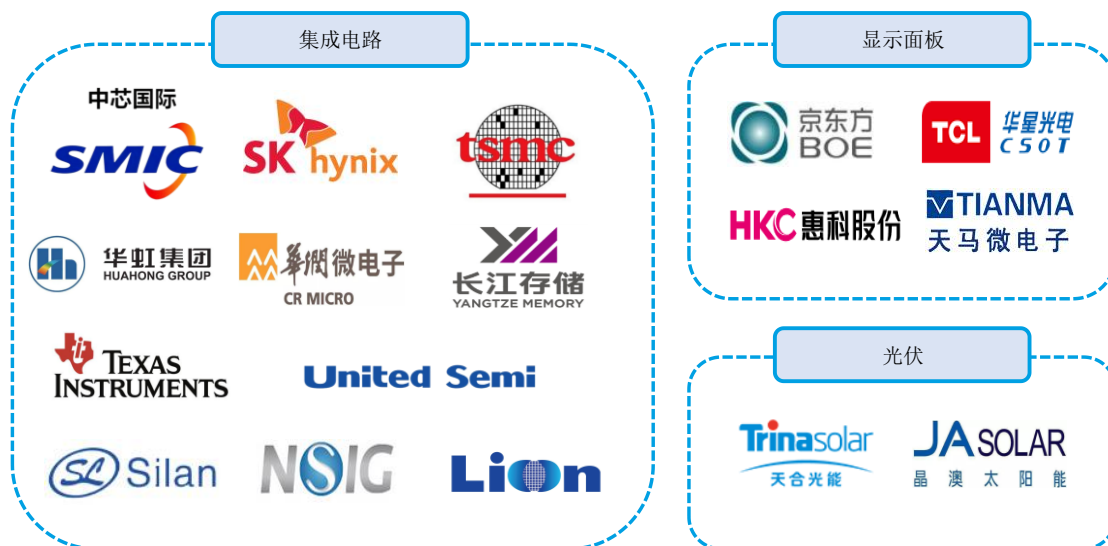 集成电路
中芯国际
SMIC
SK hynix
tsmc
华虹集团
HUAHONG GROUP
華潤微电子
CR MICRO
YM
长江存储
YANGTZE MEMORY
TEXAS
INSTRUMENTS
United Semi
SL Silan
NSIG
Lion
显示面板
京东方
BOE
TCL 华星光电
CSOT
HKC 惠科股份
TIANMA
天马微电子
光伏
Trinasolar
天合光能
JA SOLAR
晶澳太阳能